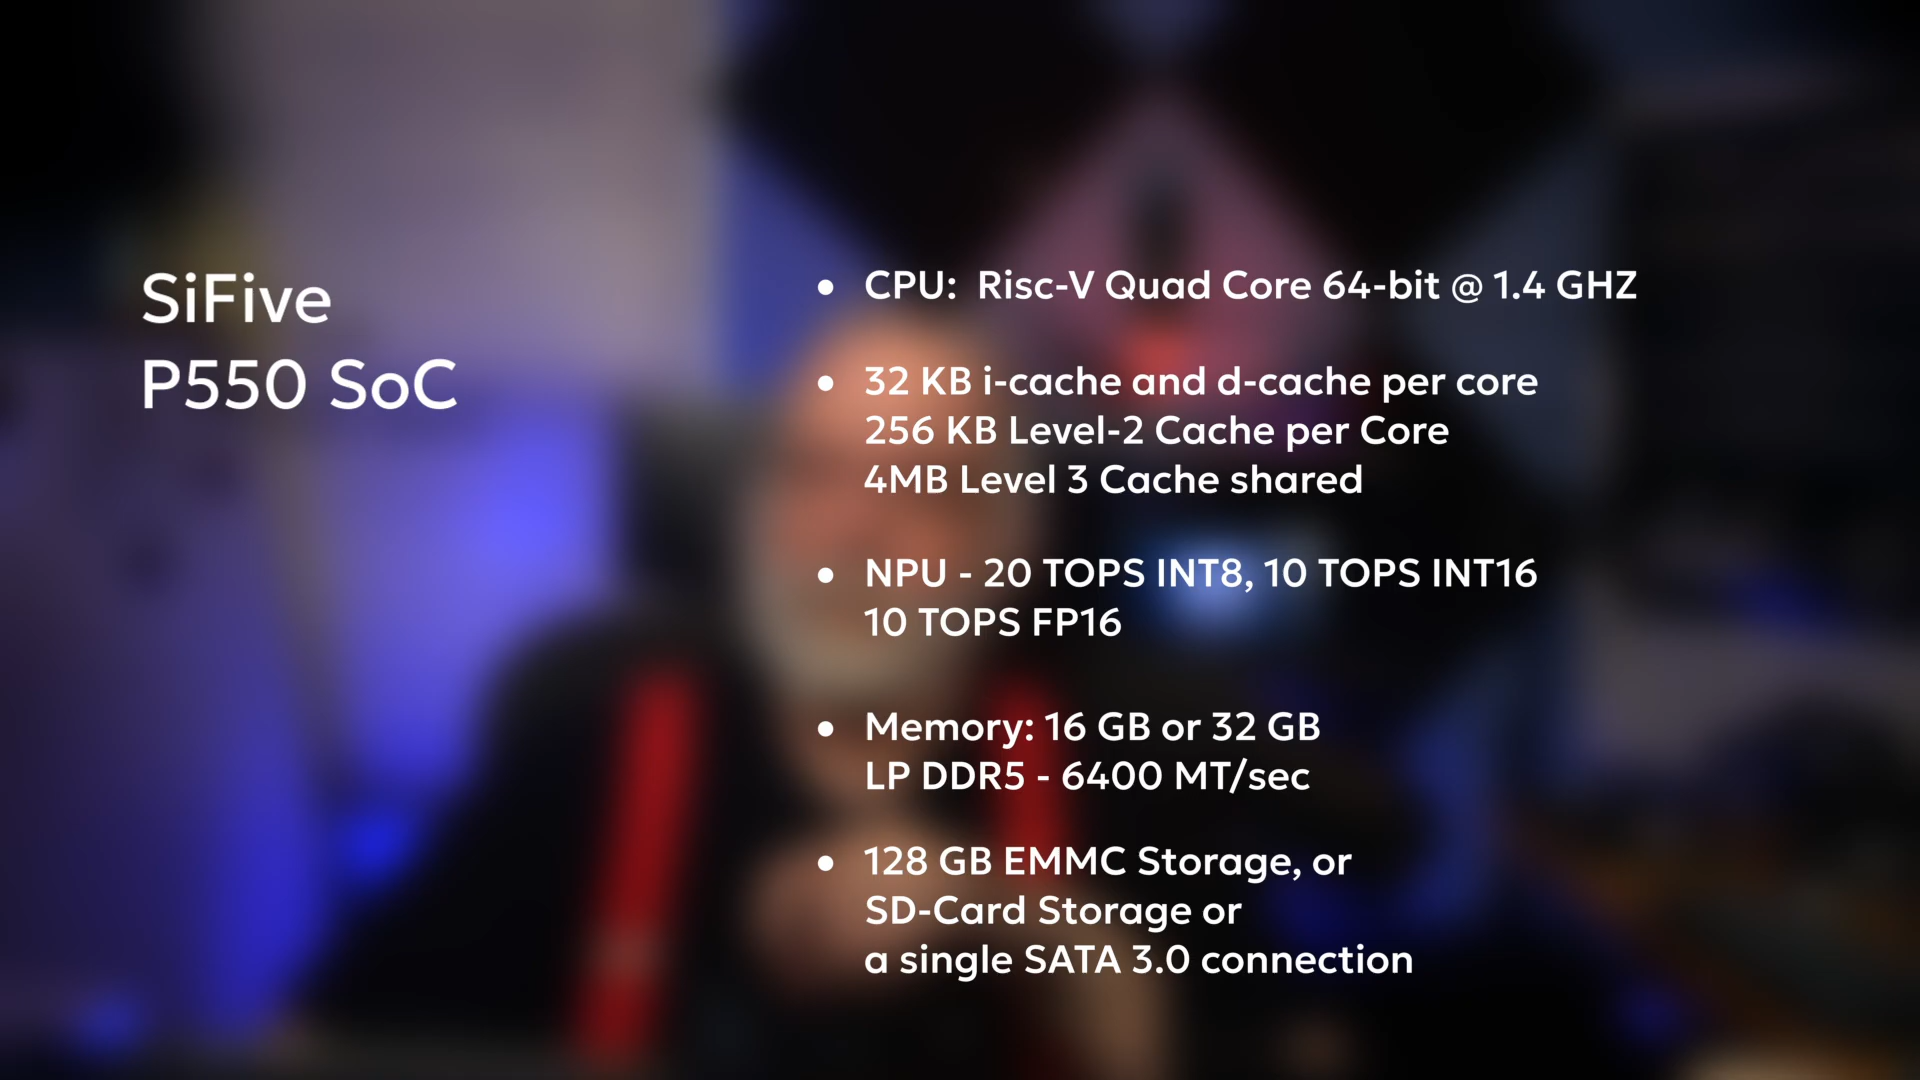 SiFive
P550 SoC
• CPU:  Risc-V Quad Core 64-bit @ 1.4 GHZ
• 32 KB i-cache and d-cache per core
256 KB Level-2 Cache per Core
4MB Level 3 Cache shared
• NPU - 20 TOPS INT8, 10 TOPS INT16
10 TOPS FP16
• Memory: 16 GB or 32 GB
LP DDR5 - 6400 MT/sec
• 128 GB EMMC Storage, or
SD-Card Storage or
a single SATA 3.0 connection